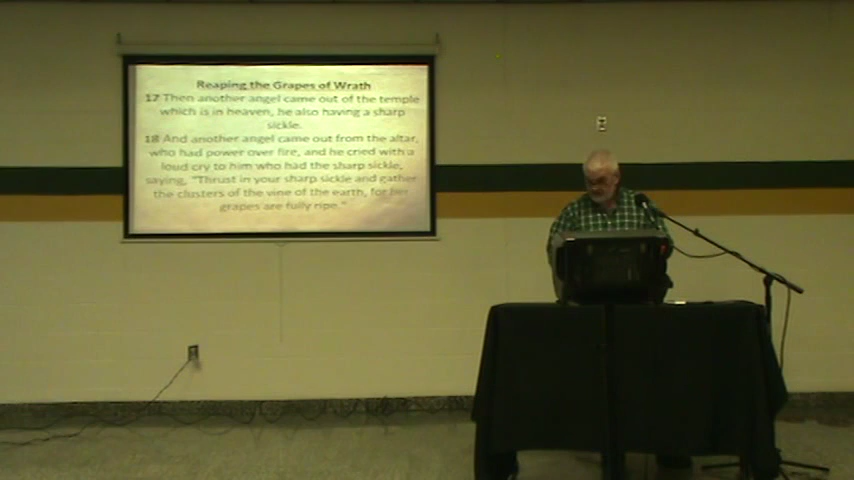 Reaping the Grapes of Wrath
17 Then another angel came out of the temple
which is in heaven, he also having a sharp
sickle.
18 And another angel came out from the altar,
who had power over fire, and he cried with a
loud cry to him who had the sharp sickle,
saying, "Thrust in your sharp sickle and gather
the clusters of the vine of the earth, for her
grapes are fully ripe."